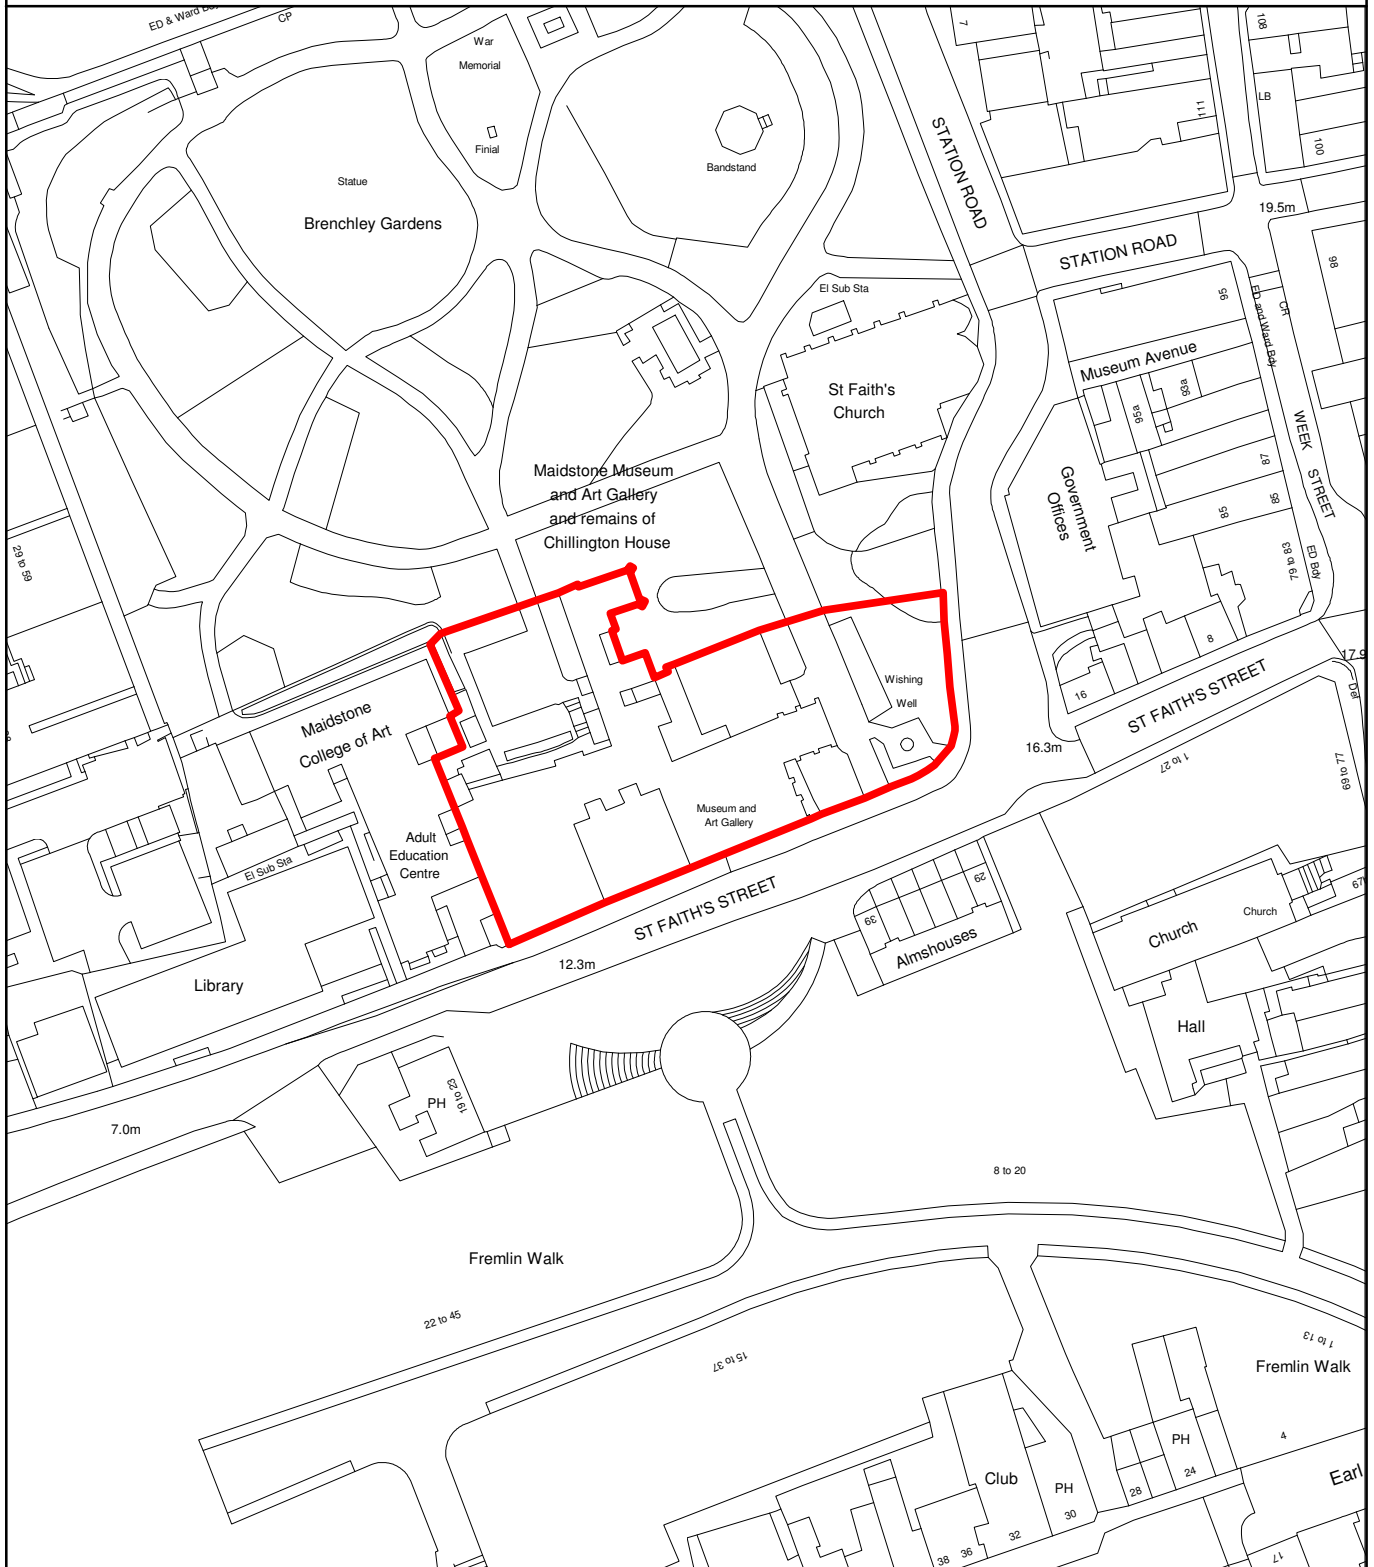 ED & Ward Bdy
CP
War
Memorial
Finial
Statue
Brenchley Gardens
Bandstand
STATION ROAD
7
111
108
LB
100
19.5m
STATION ROAD
98
El Sub Sta
St Faith's
Church
95
ED and Ward Bdy
CR
Museum Avenue
95a
93a
WEEK STREET
87
85
85
Government
Offices
79 to 83
ED Bdy
Maidstone Museum
and Art Gallery
and remains of
Chillington House
29 to 59
8
16
17.9
Def
ST FAITH'S STREET
16.3m
1 to 27
69 to 77
Wishing
Well
Maidstone
College of Art
Museum and
Art Gallery
Adult
Education
Centre
El Sub Sta
ST FAITH'S STREET
12.3m
29
39
Almshouses
Church
Church
Hall
Library
PH
19 to 23
7.0m
8 to 20
Fremlin Walk
22 to 45
15 to 37
1 to 13
Fremlin Walk
4
PH
24
28
Earl
Club
PH
30
32
36
38
17